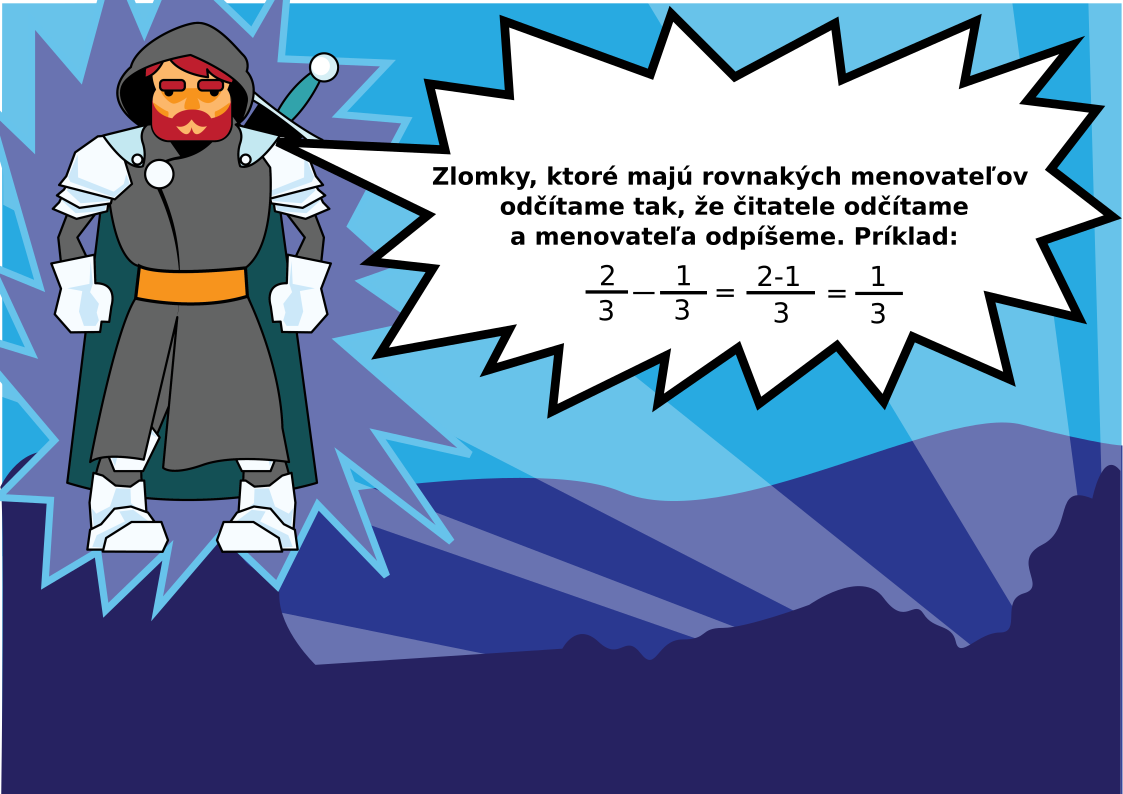 Zlomky, ktoré majú rovnakých menovateľov
odčítame tak, že čitatele odčítame
a menovateľa odpíšeme. Príklad:
2/3 − 1/3 = 2-1/3 = 1/3